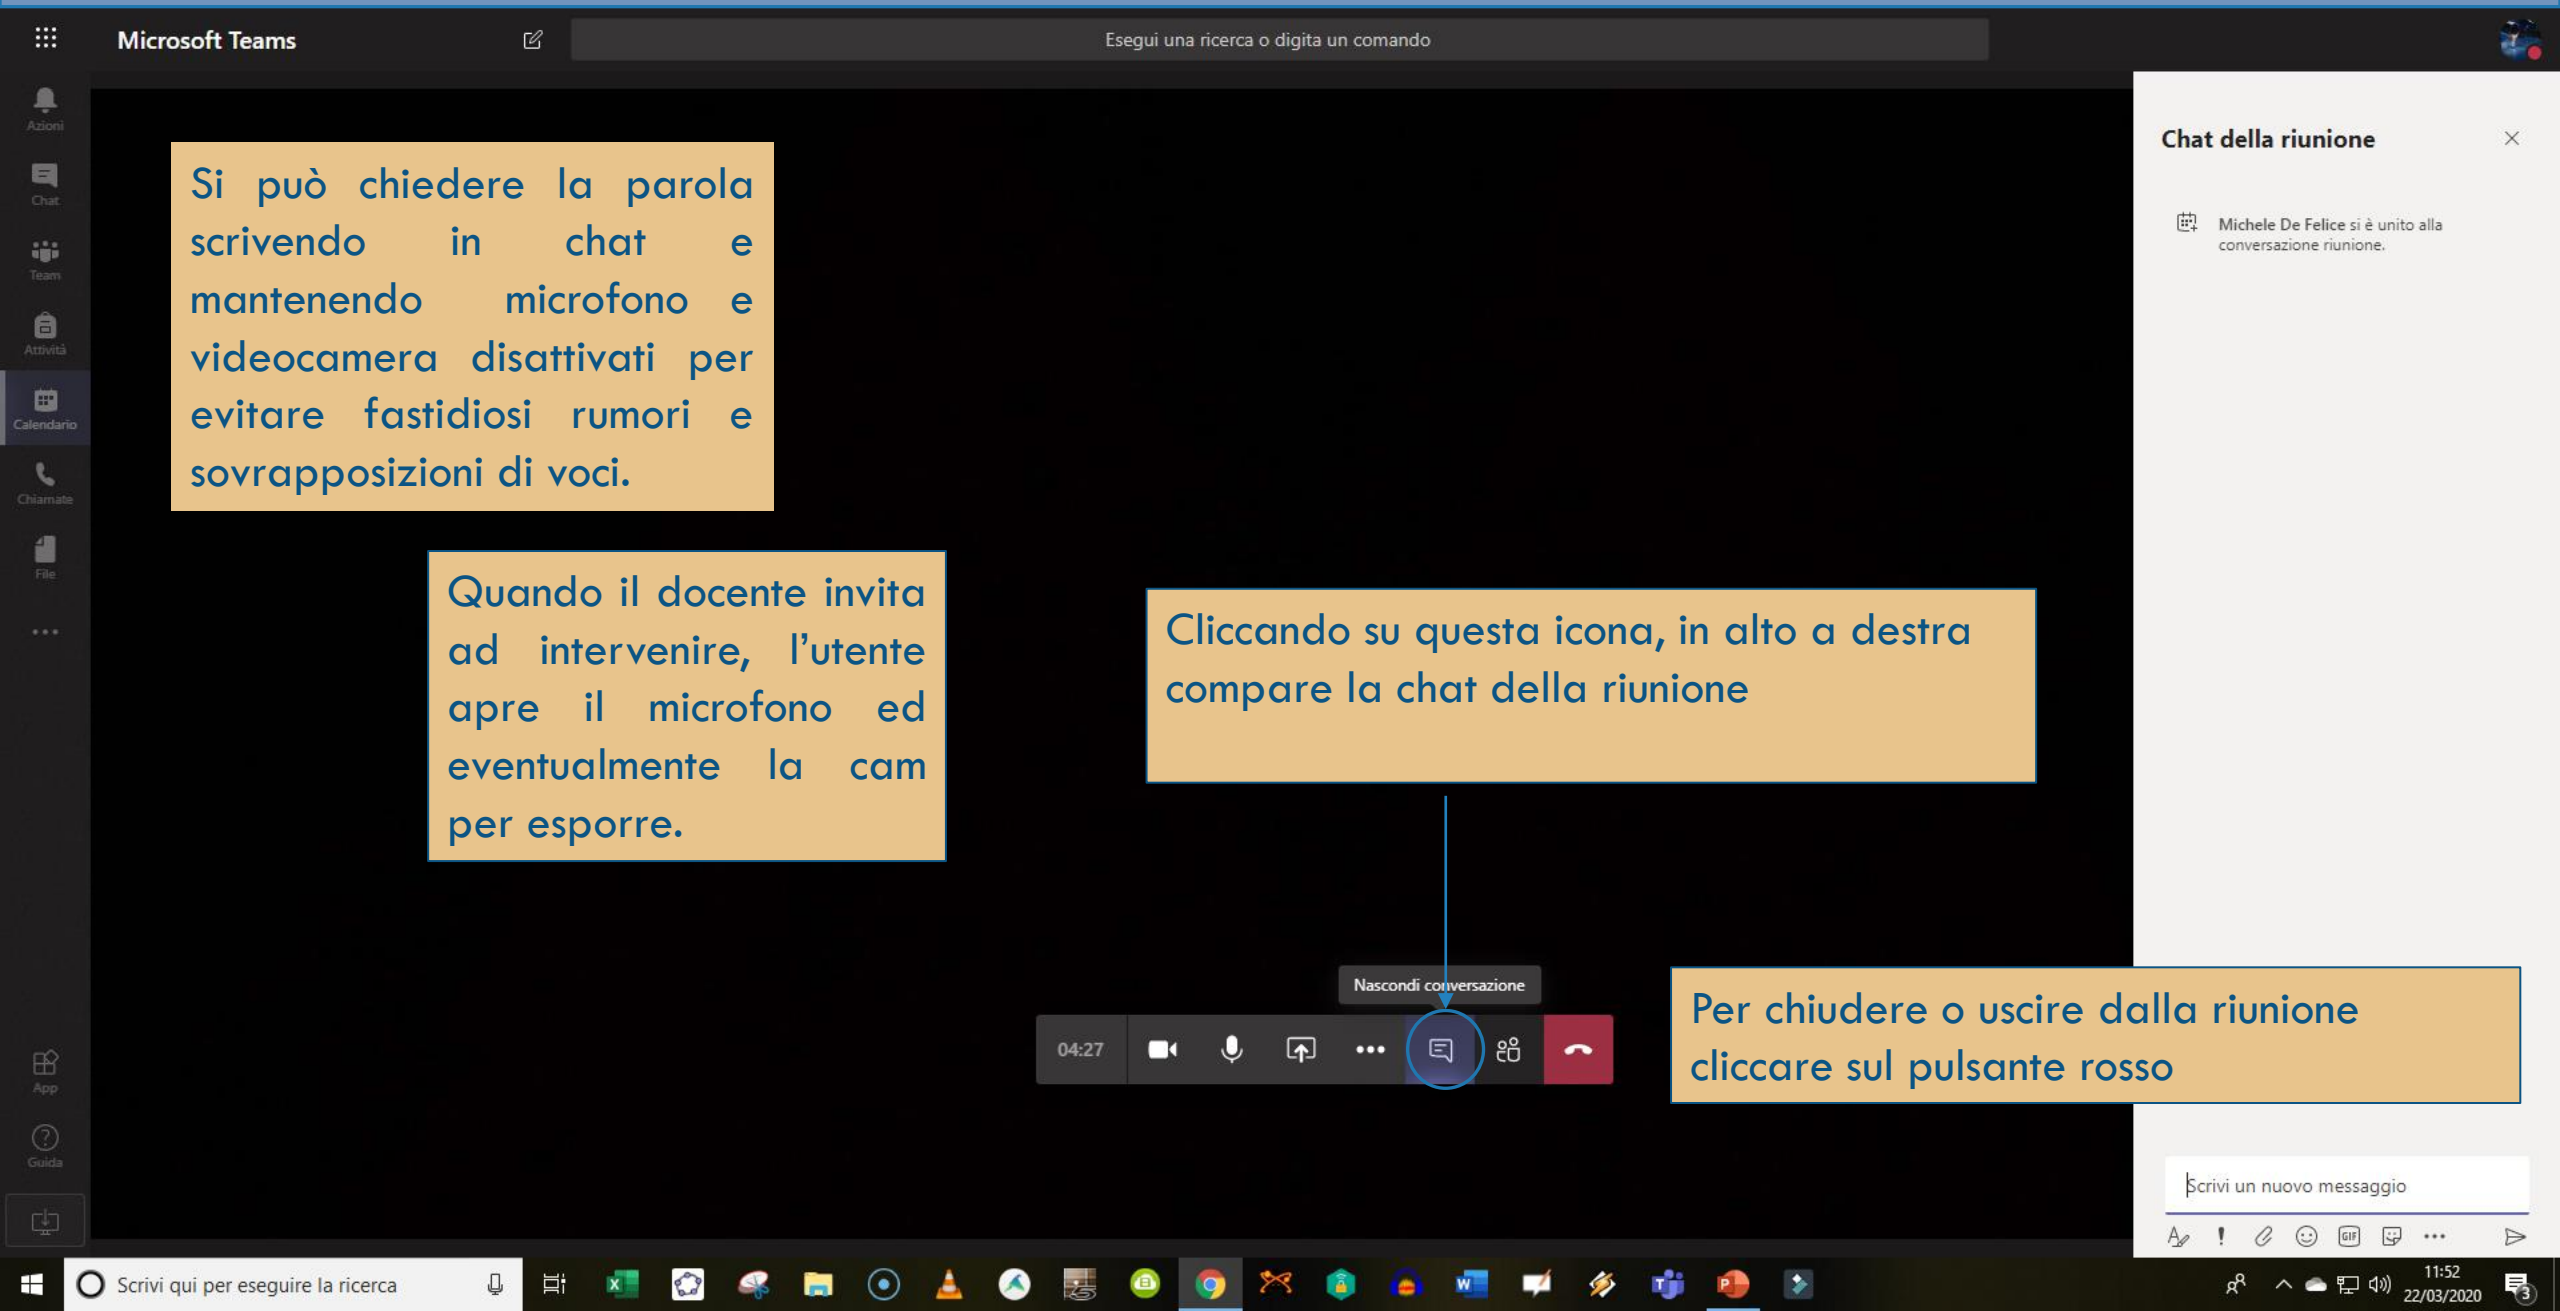 Microsoft Teams
Esegui una ricerca o digita un comando
Azioni
Chat
Team
Attività
Calendario
Chiamate
File
App
Guida
Si può chiedere la parola
scrivendo in chat e
mantenendo microfono e
videocamera disattivati per
evitare fastidiosi rumori e
sovrapposizioni di voci.
Quando il docente invita
ad intervenire, l’utente
apre il microfono ed
eventualmente la cam
per esporre.
Cliccando su questa icona, in alto a destra
compare la chat della riunione
Nascondi conversazione
04:27
Per chiudere o uscire dalla riunione
cliccare sul pulsante rosso
Chat della riunione
Michele De Felice si è unito alla
conversazione riunione.
Scrivi un nuovo messaggio
GIF
Scrivi qui per eseguire la ricerca
11:52
22/03/2020
3